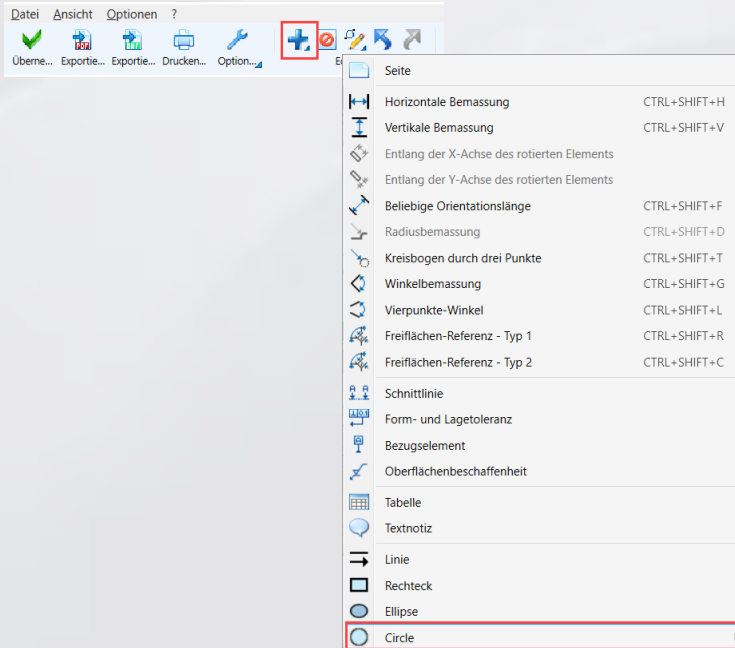 Datei Ansicht Optionen ?
Überne... Exportie... Exportie... Drucken... Option...
Seite
Horizontale Bemassung CTRL+SHIFT+H
Vertikale Bemassung CTRL+SHIFT+V
Entlang der X-Achse des rotierten Elements
Entlang der Y-Achse des rotierten Elements
Beliebige Orientationslänge CTRL+SHIFT+F
Radiusbemassung CTRL+SHIFT+D
Kreisbogen durch drei Punkte CTRL+SHIFT+T
Winkelbemassung CTRL+SHIFT+G
Vierpunkte-Winkel CTRL+SHIFT+L
Freiflächen-Referenz - Typ 1 CTRL+SHIFT+R
Freiflächen-Referenz - Typ 2 CTRL+SHIFT+C
Schnittlinie
Form- und Lagetoleranz
Bezugselement
Oberflächenbeschaffenheit
Tabelle
Textnotiz
Linie
Rechteck
Ellipse
Circle